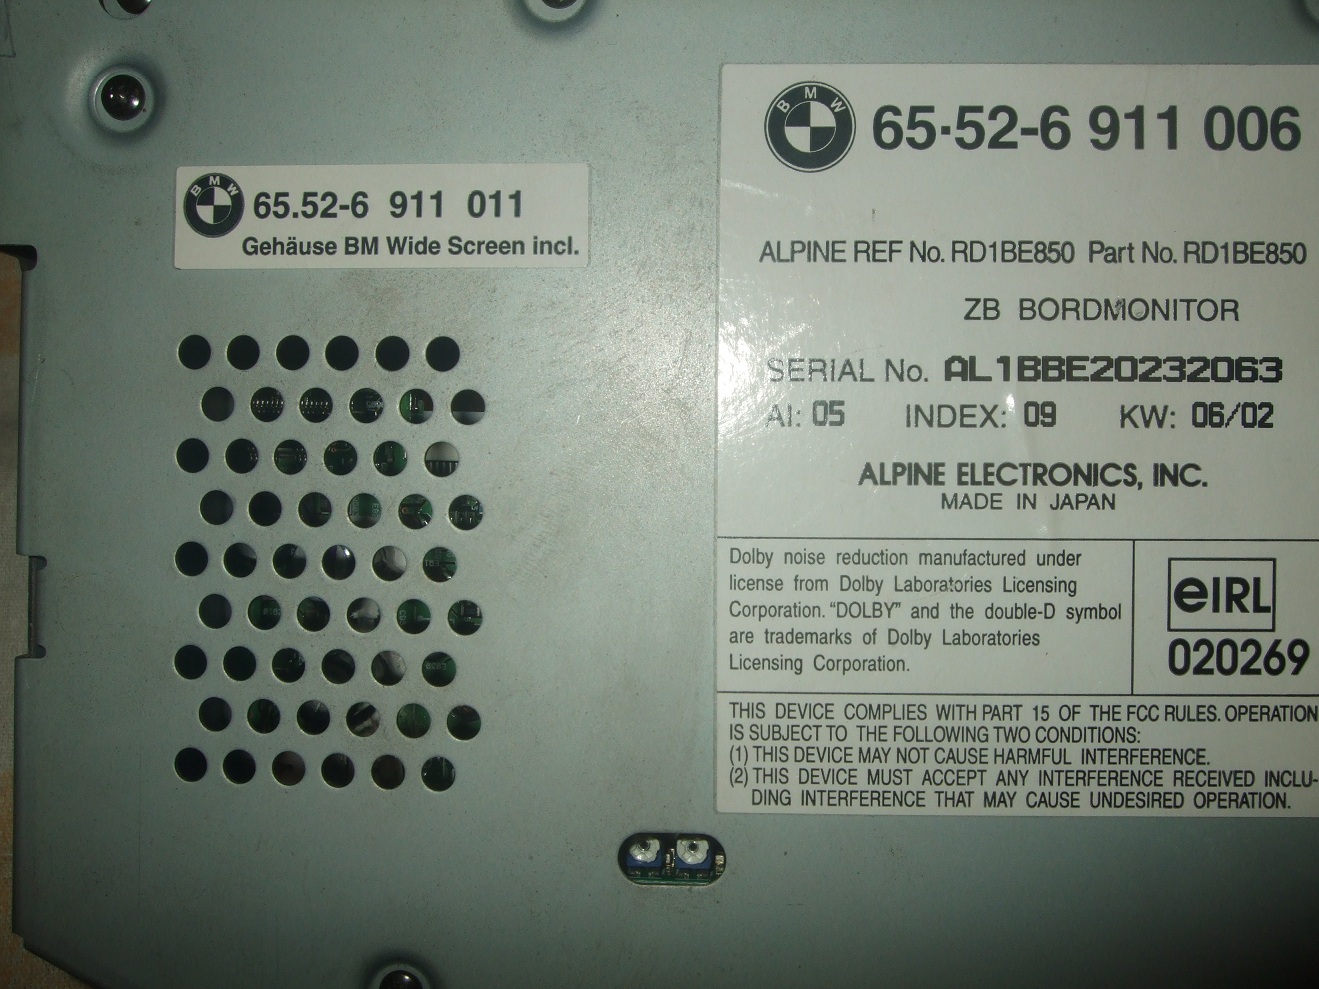 BMW 65.52-6 911 011
Gehäuse BM Wide Screen incl.
BMW 65·52-6 911 006
ALPINE REF No. RD1BE850 Part No. RD1BE850
ZB BORDMONITOR
SERIAL No. AL1BBE20232063
AI: 05 INDEX: 09 KW: 06/02
ALPINE ELECTRONICS, INC.
MADE IN JAPAN
Dolby noise reduction manufactured under
license from Dolby Laboratories Licensing
Corporation. “DOLBY” and the double-D symbol
are trademarks of Dolby Laboratories
Licensing Corporation.
eIRL
020269
THIS DEVICE COMPLIES WITH PART 15 OF THE FCC RULES. OPERATION
IS SUBJECT TO THE FOLLOWING TWO CONDITIONS:
(1) THIS DEVICE MAY NOT CAUSE HARMFUL INTERFERENCE.
(2) THIS DEVICE MUST ACCEPT ANY INTERFERENCE RECEIVED INCLU-
DING INTERFERENCE THAT MAY CAUSE UNDESIRED OPERATION.